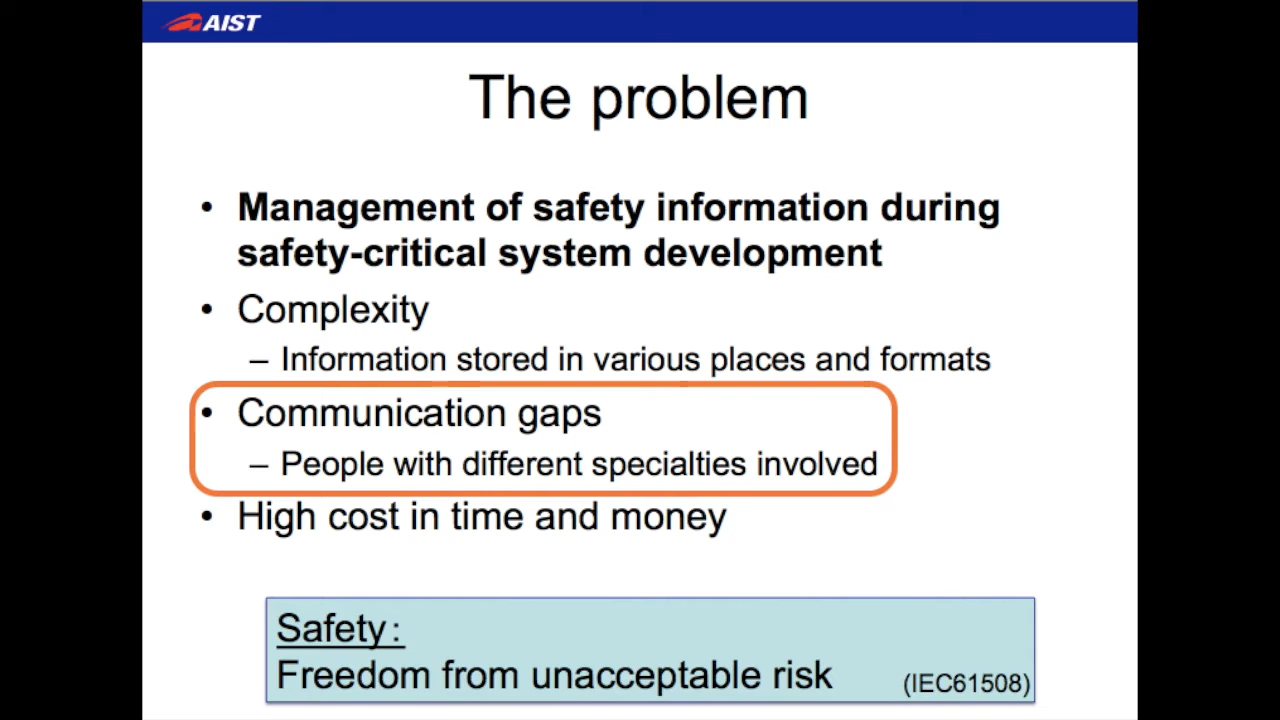 AIST
The problem
• Management of safety information during
safety-critical system development
• Complexity
– Information stored in various places and formats
• Communication gaps
– People with different specialties involved
• High cost in time and money
Safety:
Freedom from unacceptable risk (IEC61508)